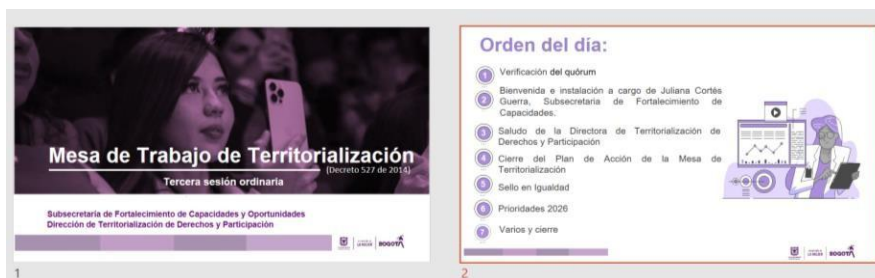 Mesa de Trabajo de Territorialización
(Decreto 527 de 2014)
Tercera sesión ordinaria
Subsecretaría de Fortalecimiento de Capacidades y Oportunidades
Dirección de Territorialización de Derechos y Participación
BOGOTÁ
1
Orden del día:
1 Verificación del quórum
2 Bienvenida e instalación a cargo de Juliana Cortés
Guerra, Subsecretaria de Fortalecimiento de
Capacidades.
3 Saludo de la Directora de Territorialización de
Derechos y Participación
4 Cierre del Plan de Acción de la Mesa de
Territorialización
5 Sello en Igualdad
6 Prioridades 2026
7 Varios y cierre
BOGOTÁ
2